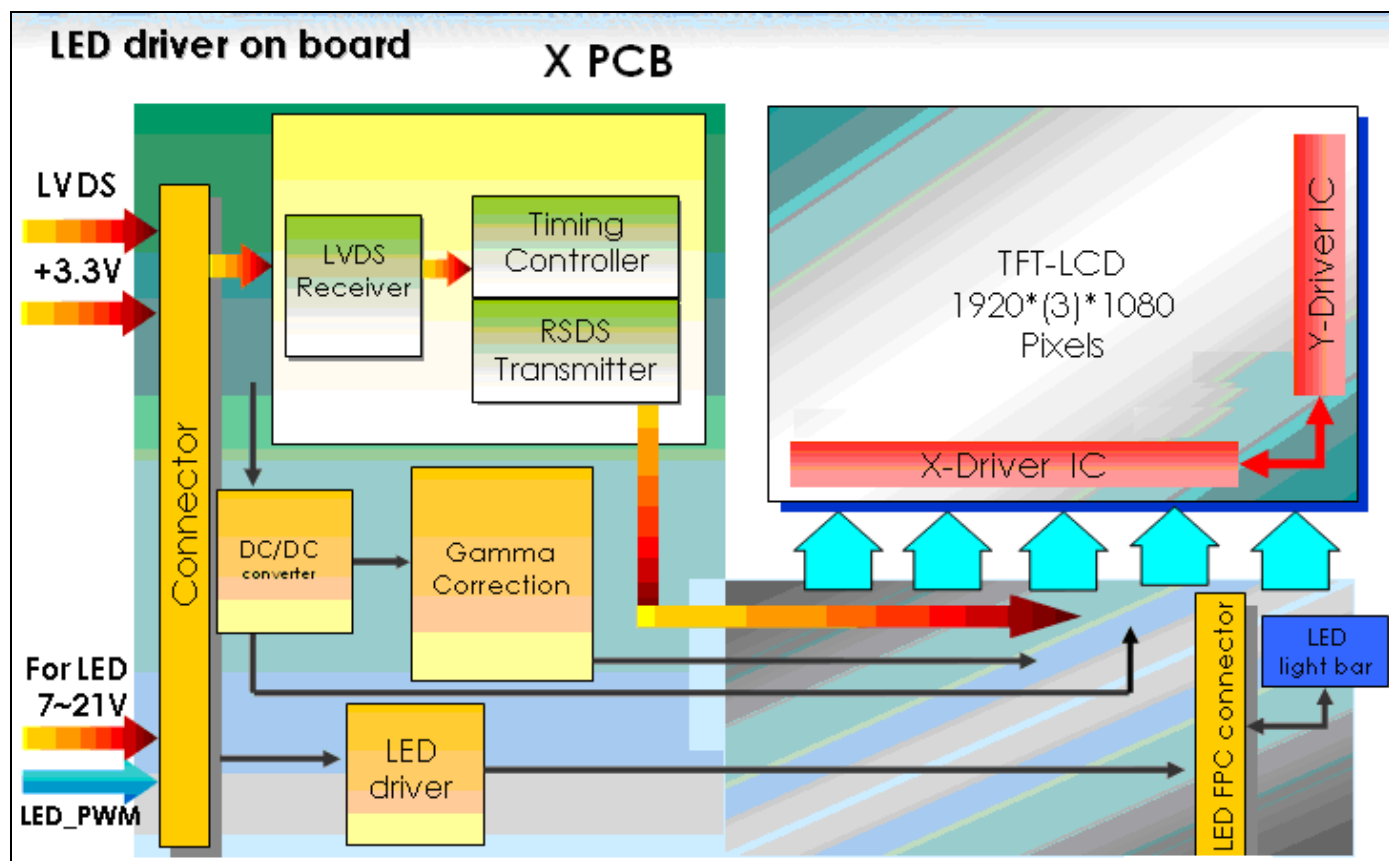 LED driver on board
X PCB
LVDS
+3.3V
For LED
7~21V
LED_PWM
Connector
LVDS
Receiver
Timing
Controller
RSDS
Transmitter
DC/DC
converter
Gamma
Correction
LED
driver
TFT-LCD
1920*(3)*1080
Pixels
Y-Driver IC
X-Driver IC
LED FPC connector
LED
light bar